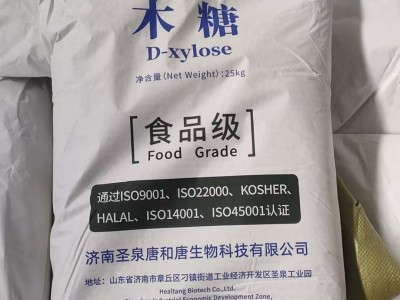 木糖
D-xylose
净含量(Net Weight):25kg
[食品级]
Food Grade
通过ISO9001、ISO22000、KOSHER、
HALAL、ISO14001、ISO45001认证
济南圣泉唐和唐生物科技有限公司
地址:山东省济南市章丘区刁镇街道工业经济开发区圣泉工业园
Healtang Biotech Co.,Ltd.
Industrial Economic Development Zone,